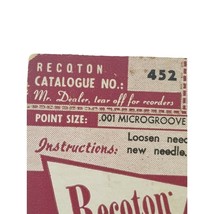 RECOTON
CATALOGUE NO.: 452
Mr. Dealer, tear off for reorders
POINT SIZE: .001 MICROGROOVE
Loosen
Instructions: new needle.
Recoton